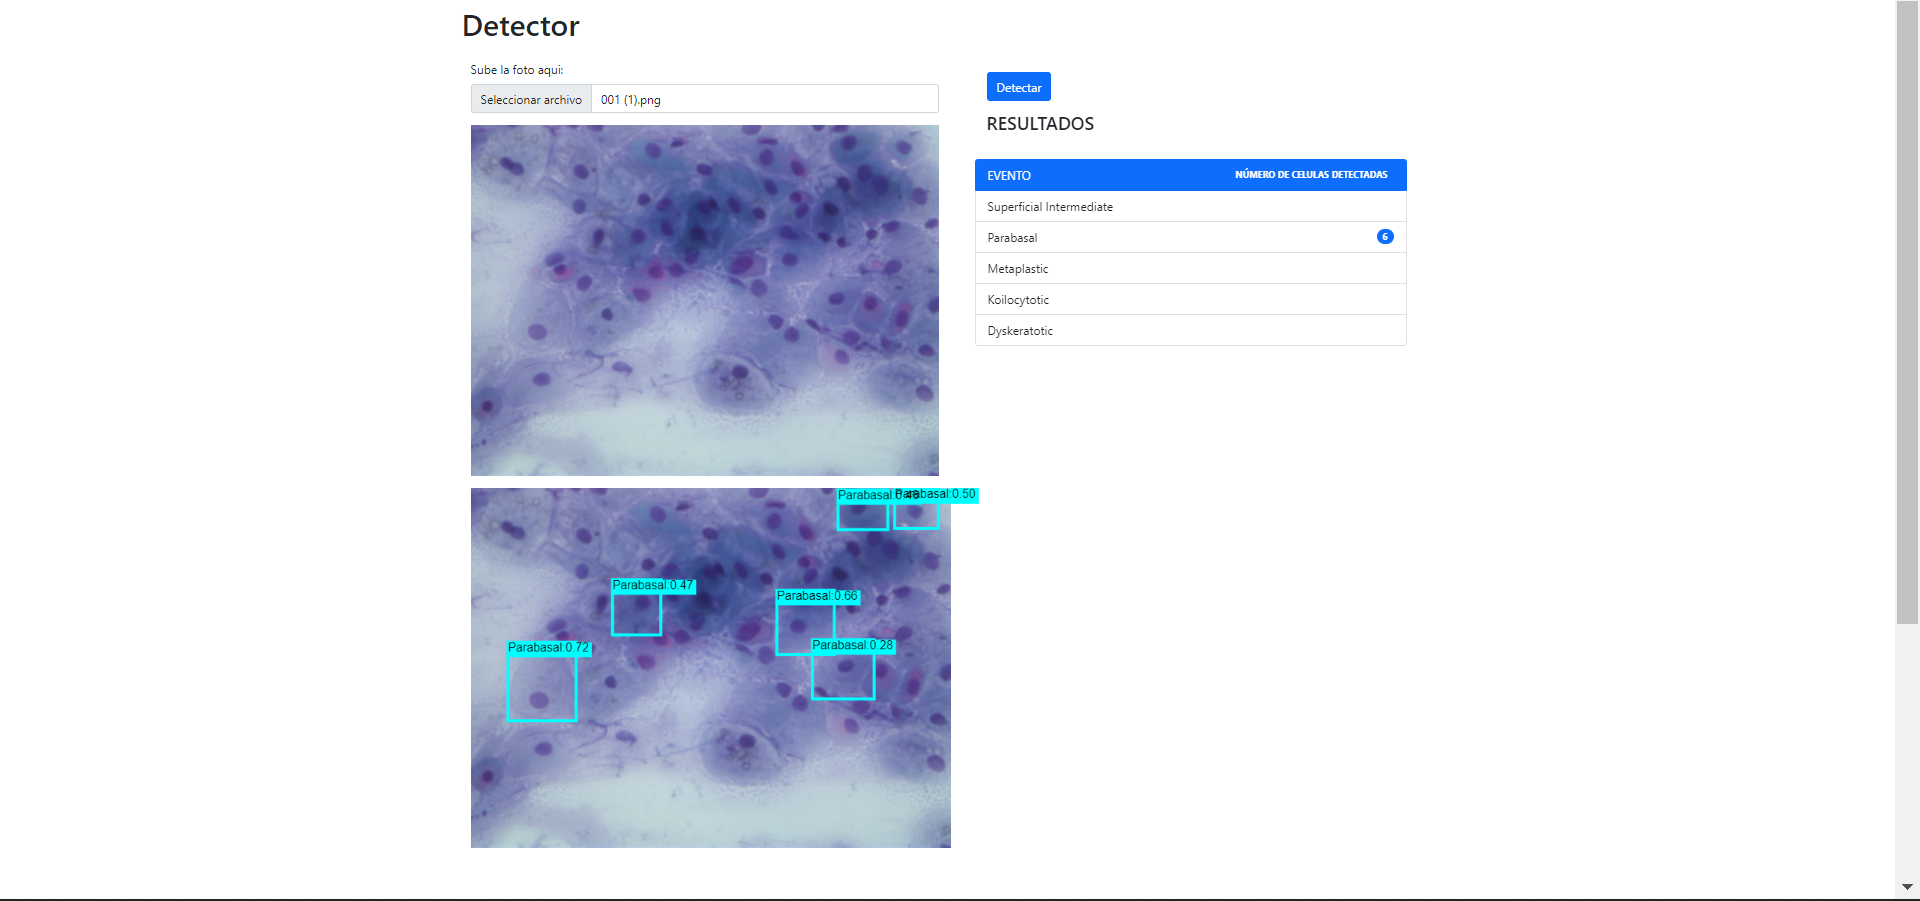 Detector
Sube la foto aqui:
Seleccionar archivo 001 (1).png
Detectar
RESULTADOS
EVENTO NÚMERO DE CELULAS DETECTADAS
Superficial Intermediate
Parabasal 6
Metaplastic
Koilocytotic
Dyskeratotic
Parabasal:0.48 Parabasal:0.50
Parabasal:0.47
Parabasal:0.66
Parabasal:0.28
Parabasal:0.72